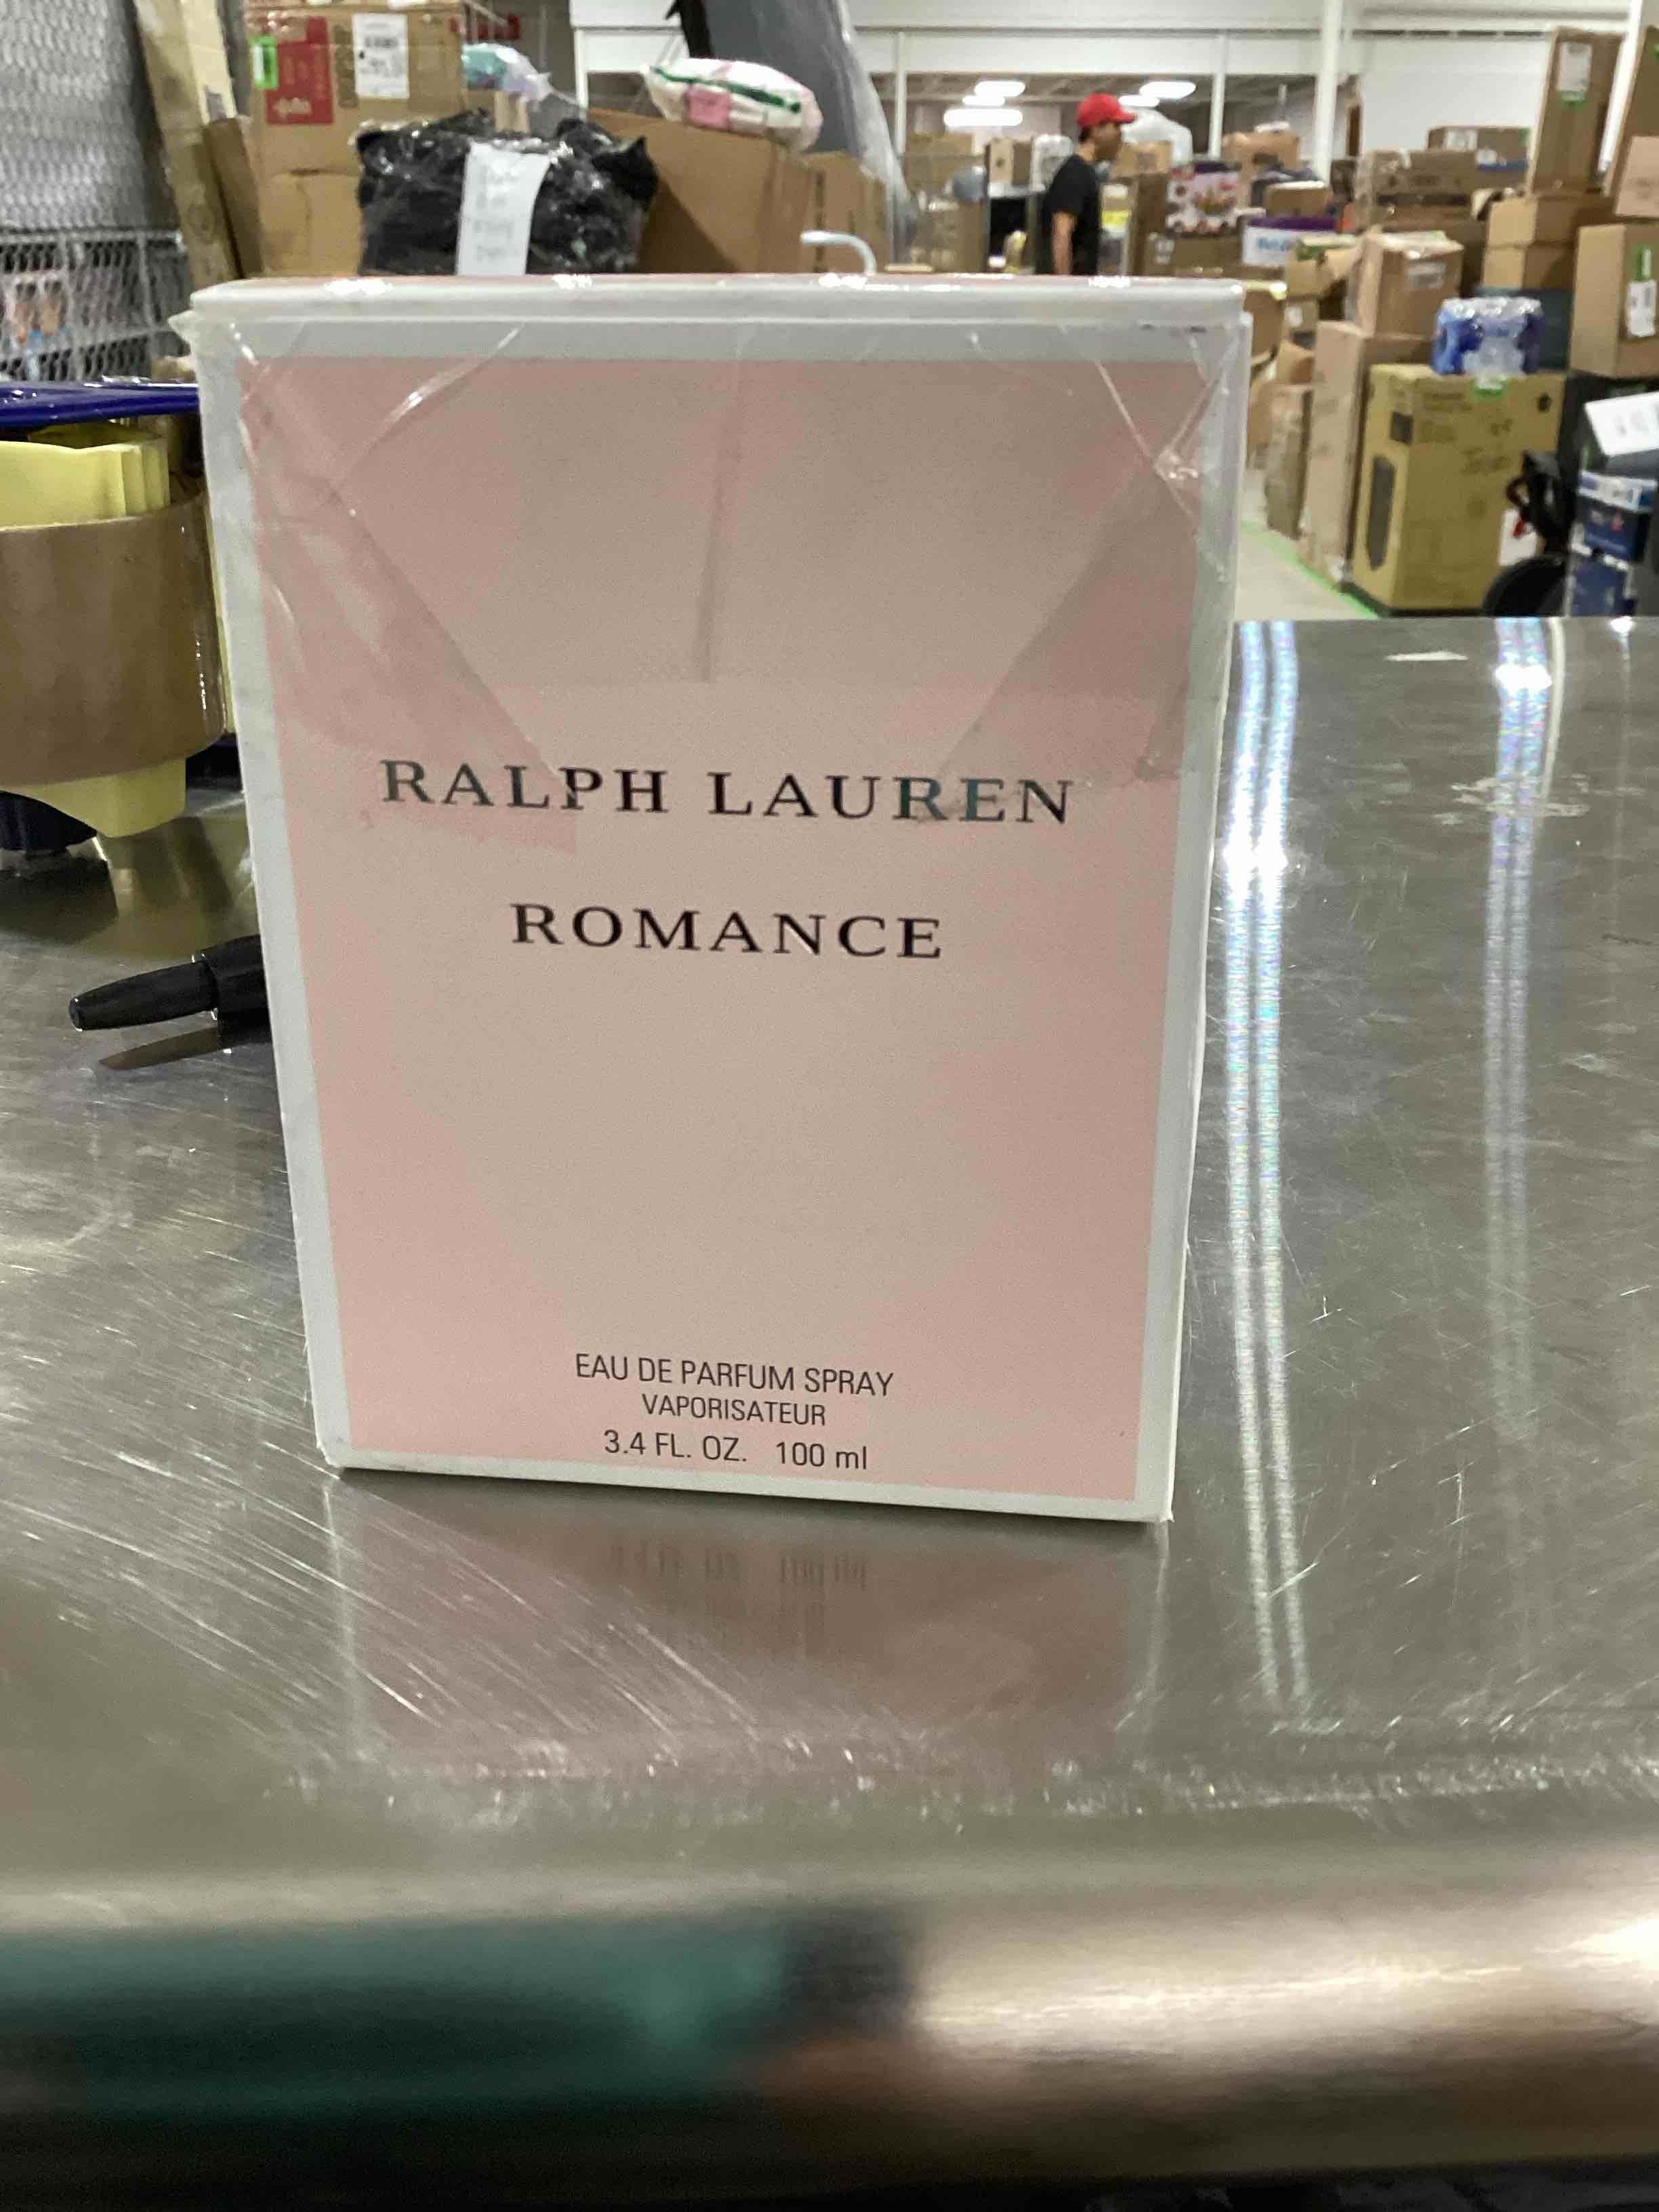 RALPH LAUREN
ROMANCE
EAU DE PARFUM SPRAY
VAPORISATEUR
3.4 FL. OZ. 100 ml